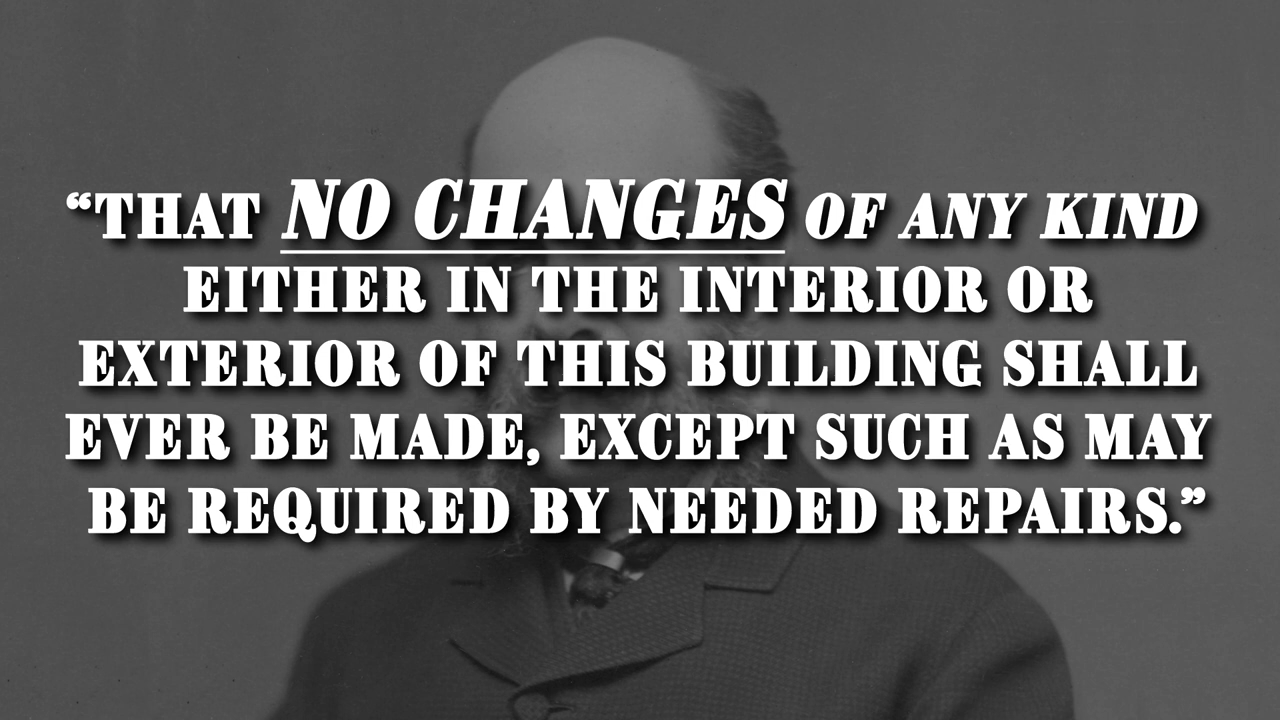 “THAT NO CHANGES OF ANY KIND
EITHER IN THE INTERIOR OR
EXTERIOR OF THIS BUILDING SHALL
EVER BE MADE, EXCEPT SUCH AS MAY
BE REQUIRED BY NEEDED REPAIRS.”